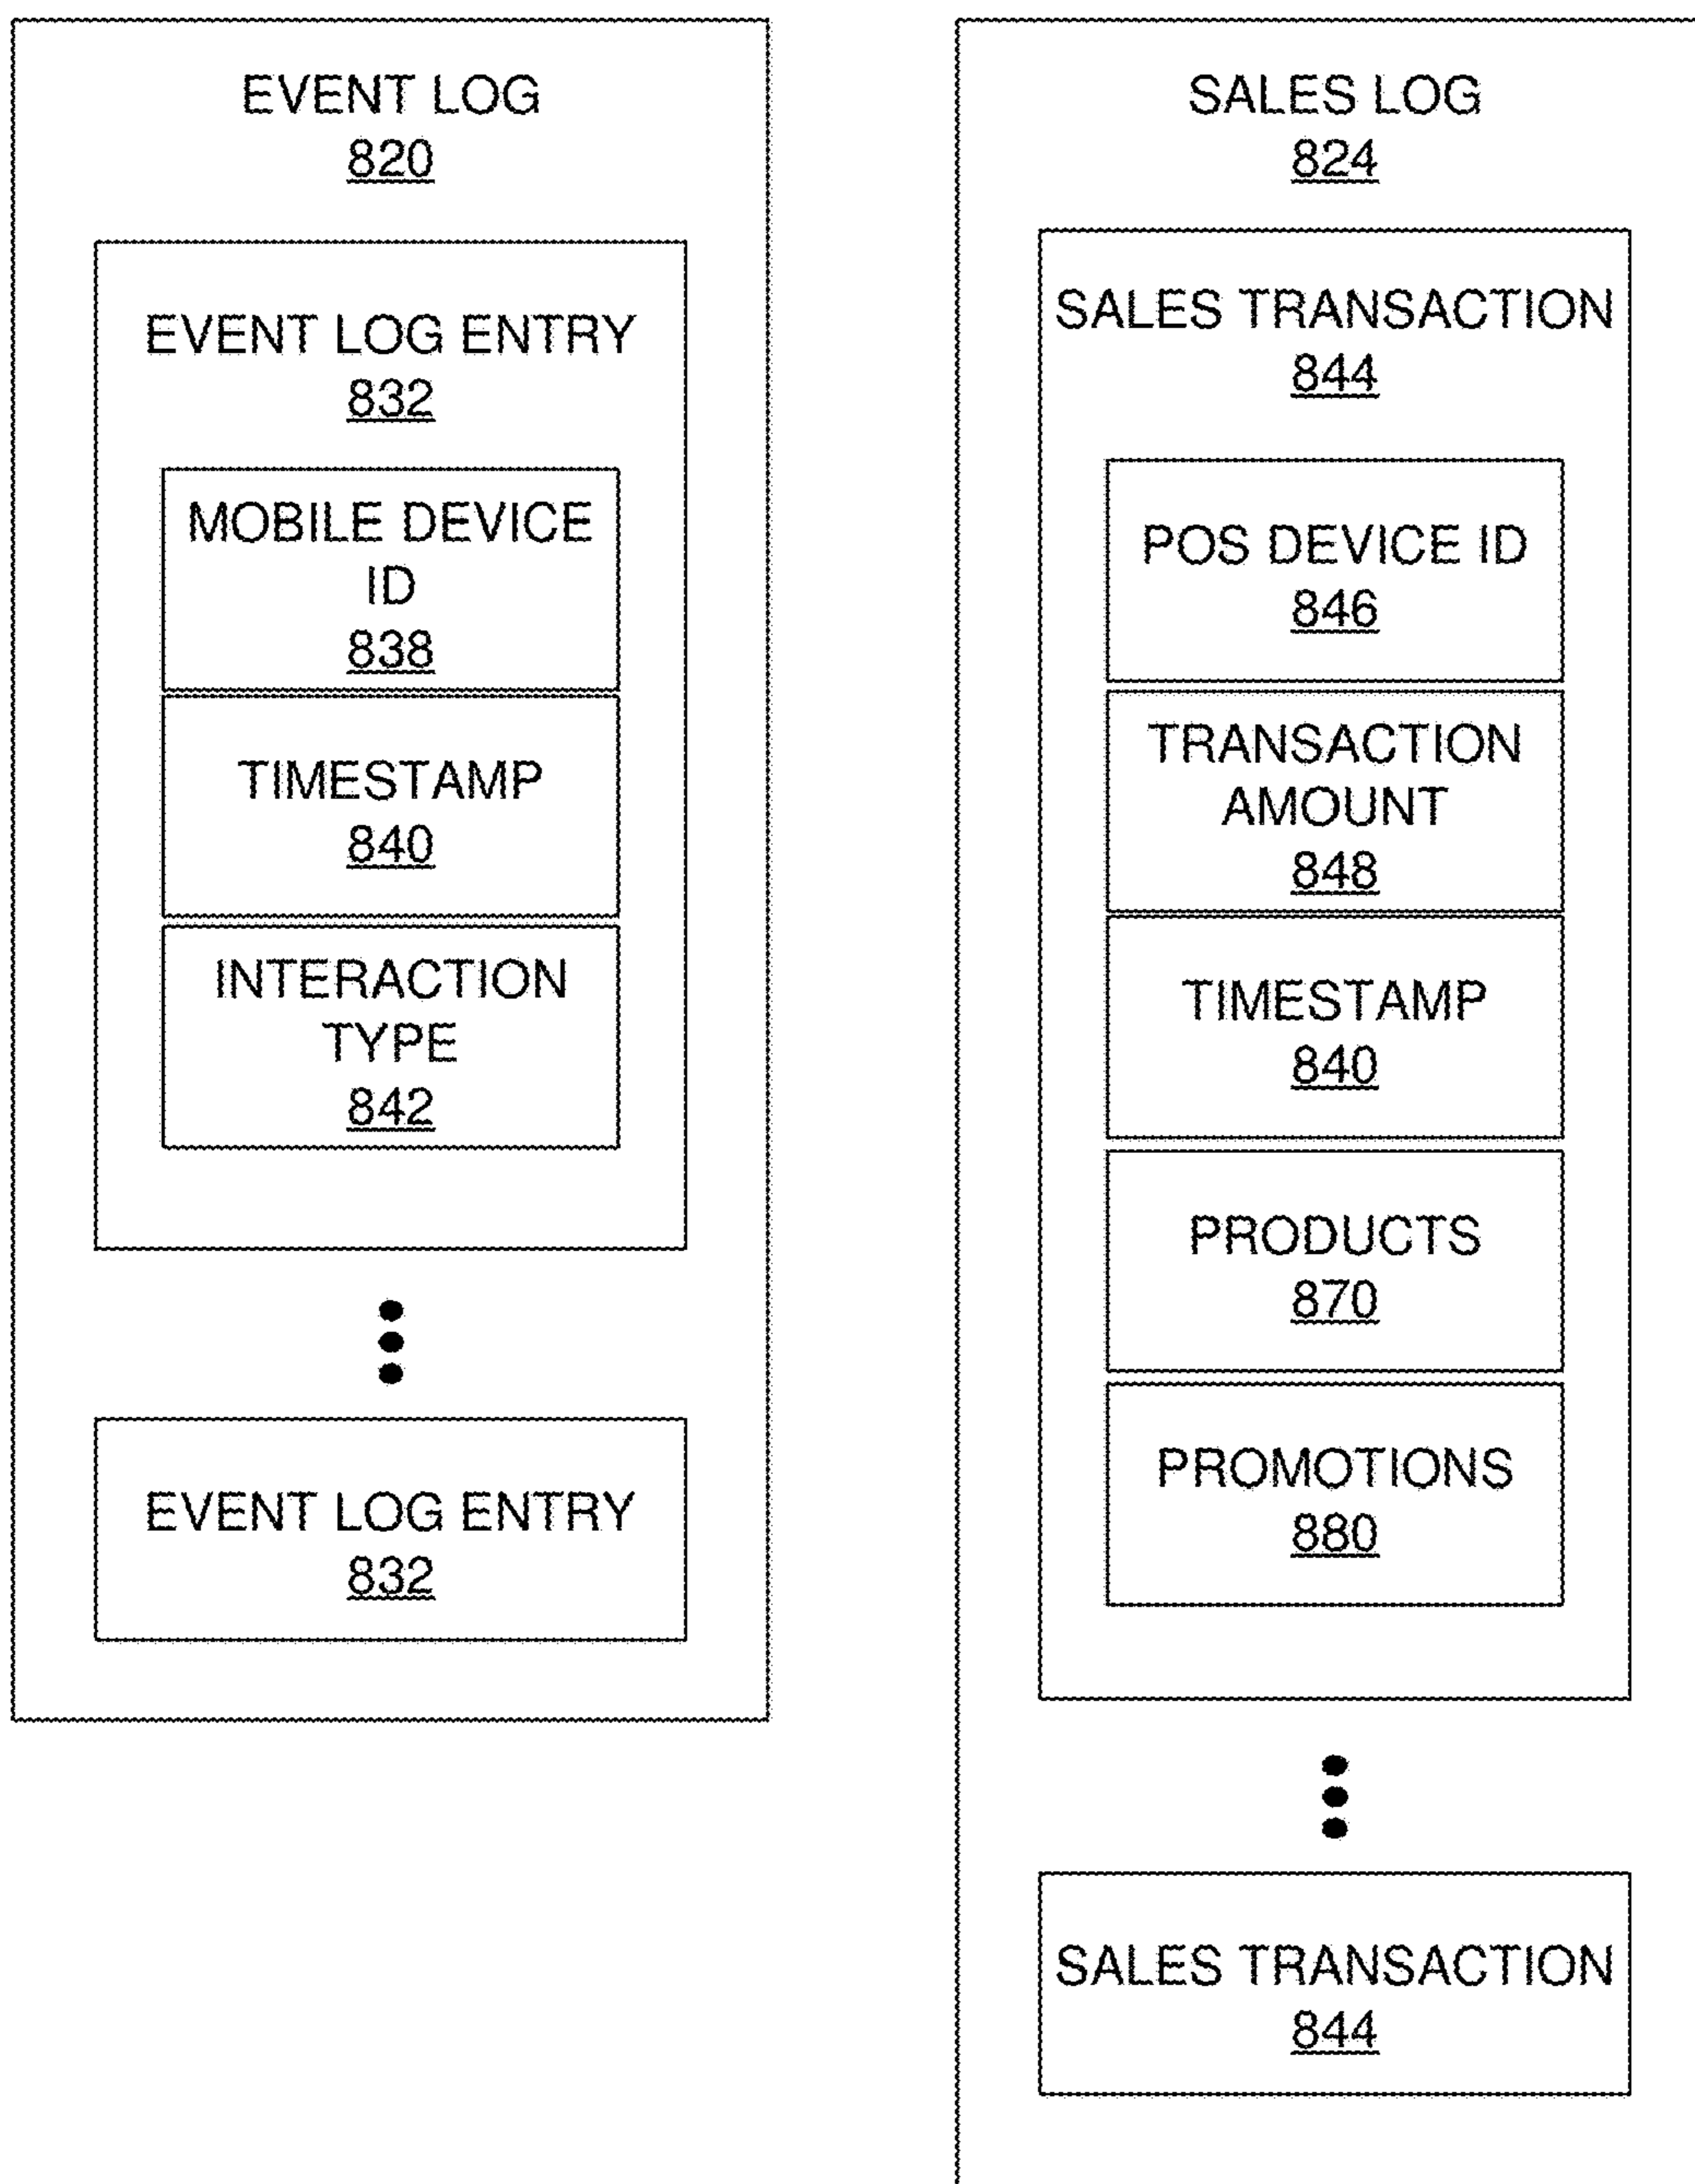 EVENT LOG
820
EVENT LOG ENTRY
832
MOBILE DEVICE
ID
838
TIMESTAMP
840
INTERACTION
TYPE
842
EVENT LOG ENTRY
832
SALES LOG
824
SALES TRANSACTION
844
POS DEVICE ID
846
TRANSACTION
AMOUNT
848
TIMESTAMP
840
PRODUCTS
870
PROMOTIONS
880
SALES TRANSACTION
844